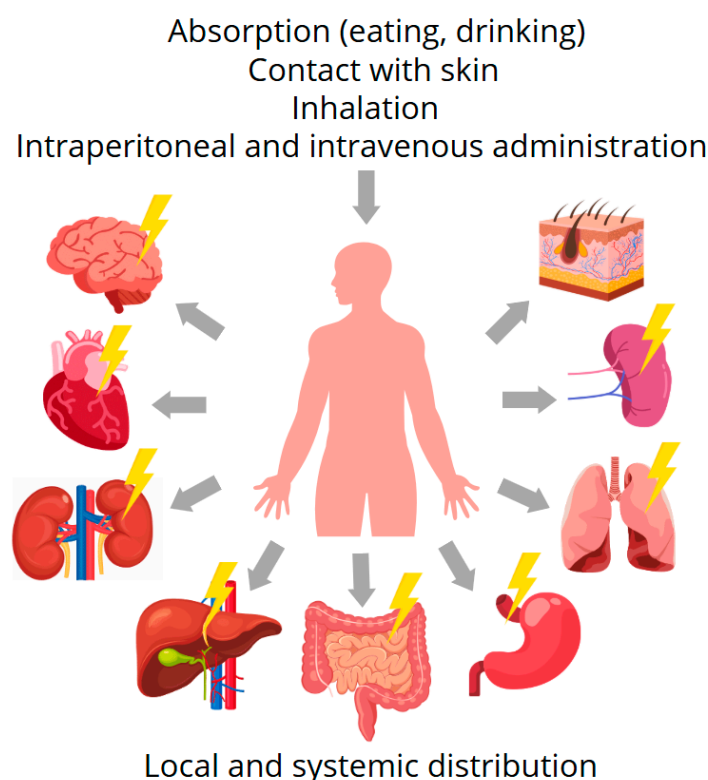 Absorption (eating, drinking)
Contact with skin
Inhalation
Intraperitoneal and intravenous administration
Local and systemic distribution